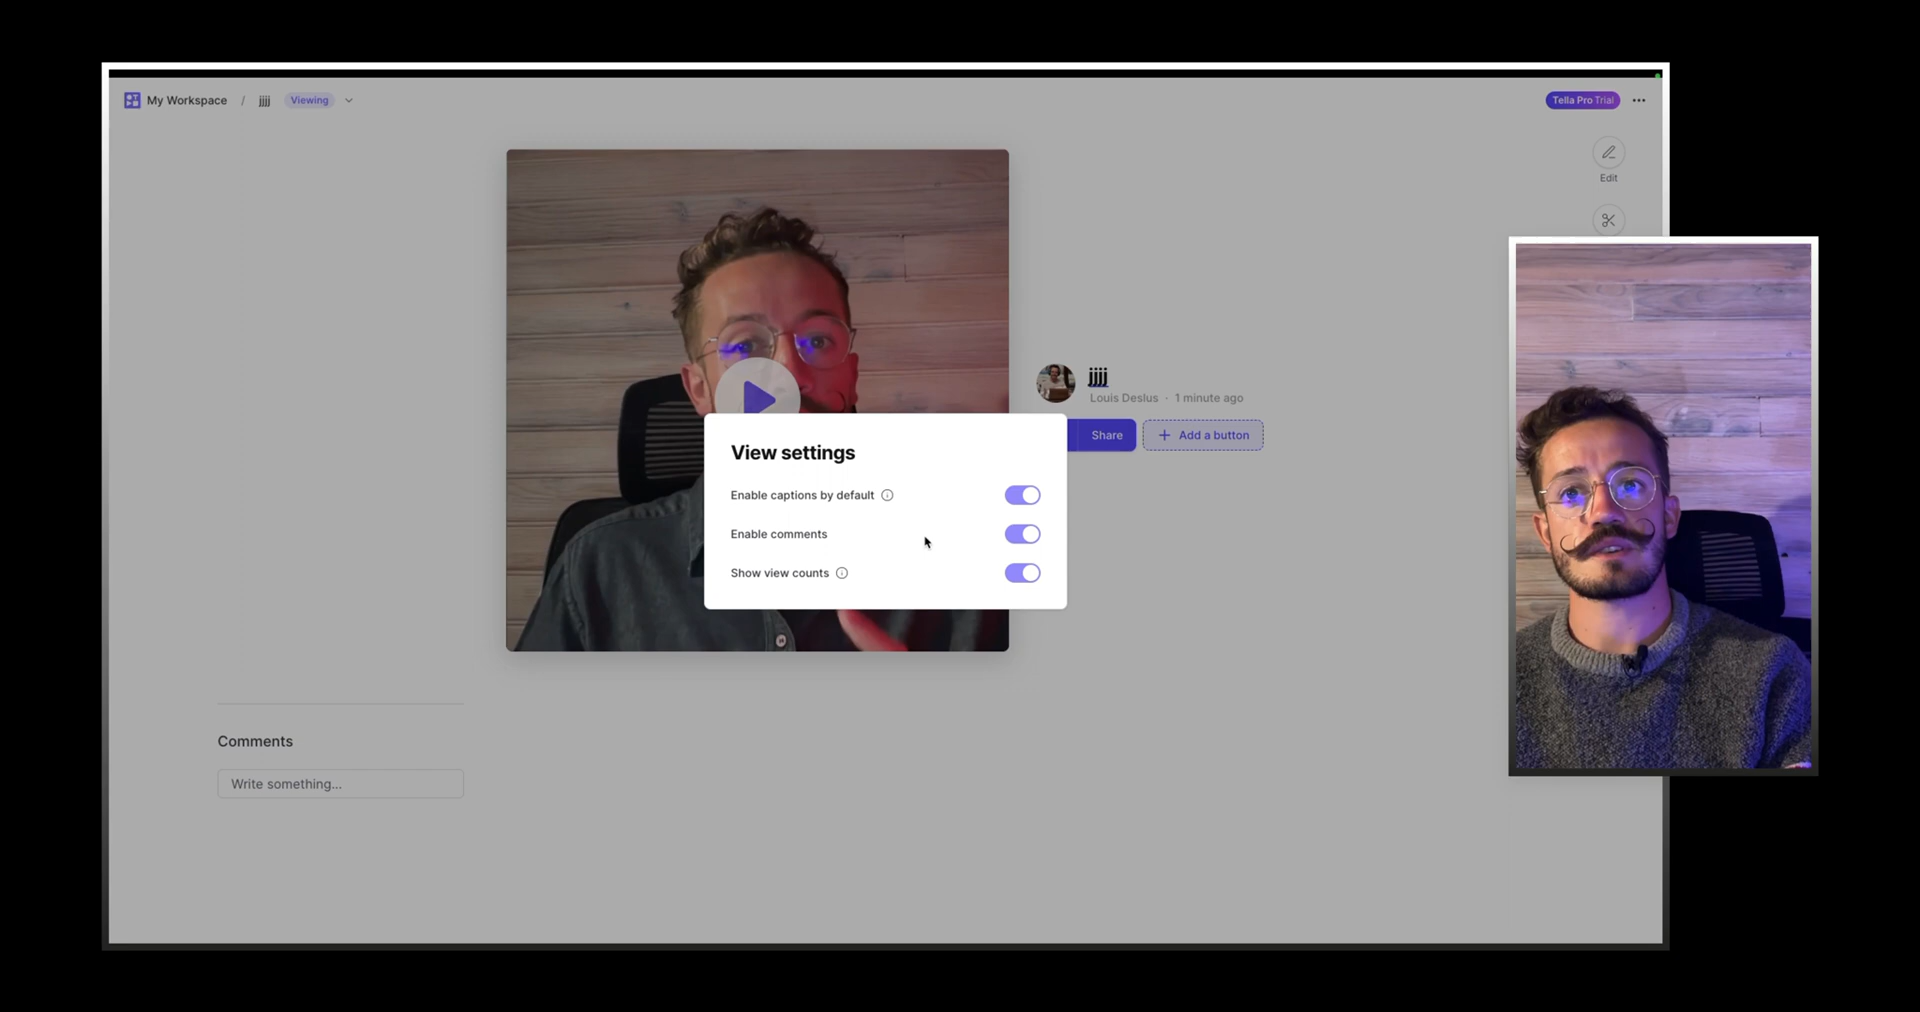 My Workspace / jjjj Viewing
Tella Pro Trial
Edit
jjjj
Louis Deslus · 1 minute ago
Share
+ Add a button
View settings
Enable captions by default
Enable comments
Show view counts
Comments
Write something...